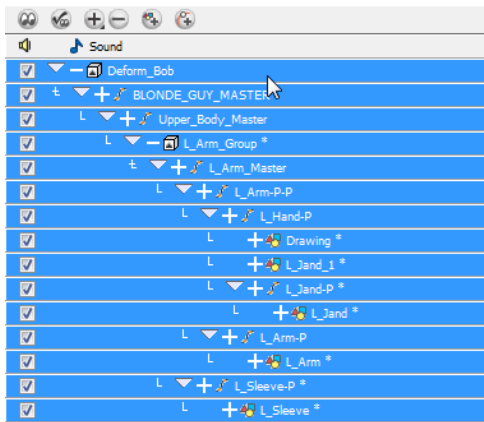 Sound
Deform_Bob
BLONDE_GUY_MASTER
Upper_Body_Master
L_Arm_Group *
L_Arm_Master
L_Arm-P-P
L_Hand-P
Drawing *
L_Jand_1 *
L_Jand-P *
L_Jand *
L_Arm-P
L_Arm *
L_Sleeve-P *
L_Sleeve *